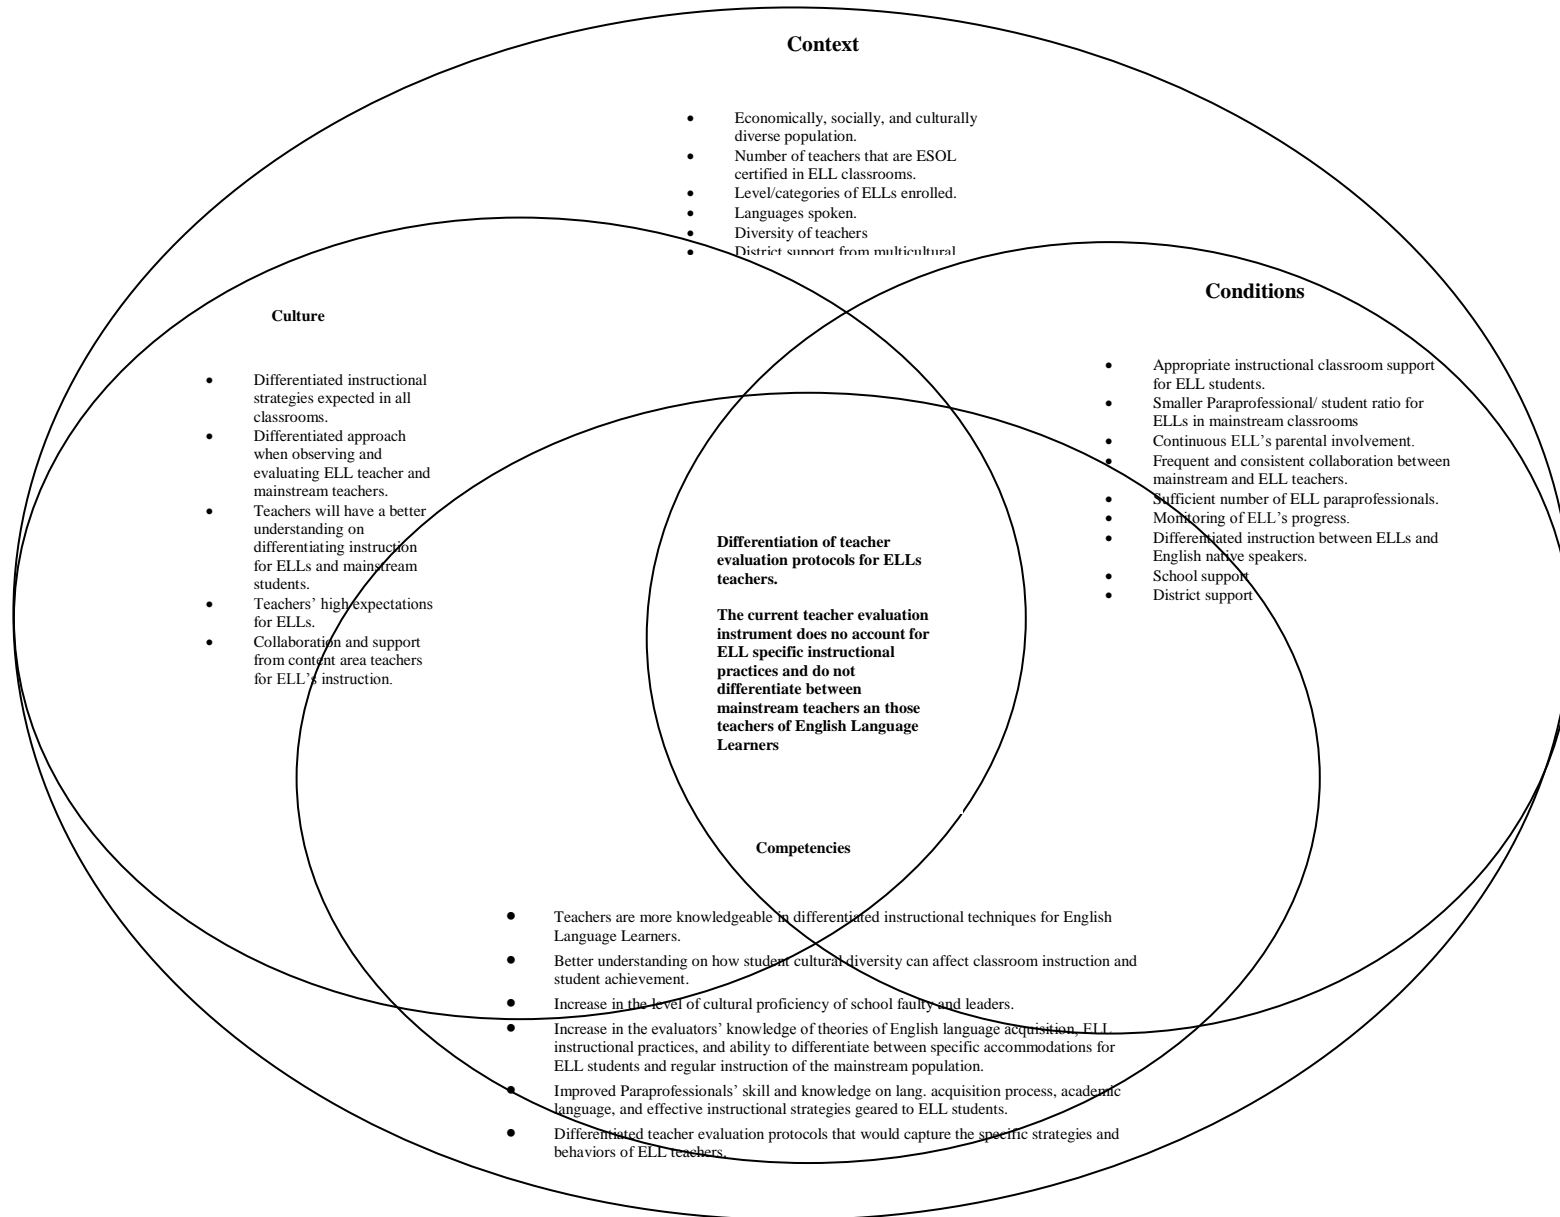 Context
• Economically, socially, and culturally
diverse population.
• Number of teachers that are ESOL
certified in ELL classrooms.
• Level/categories of ELLs enrolled.
• Languages spoken.
• Diversity of teachers
• District support from multicultural
Culture
• Differentiated instructional
strategies expected in all
classrooms.
• Differentiated approach
when observing and
evaluating ELL teacher and
mainstream teachers.
• Teachers will have a better
understanding on
differentiating instruction
for ELLs and mainstream
students.
• Teachers’ high expectations
for ELLs.
• Collaboration and support
from content area teachers
for ELL’s instruction.
Conditions
• Appropriate instructional classroom support
for ELL students.
• Smaller Paraprofessional/ student ratio for
ELLs in mainstream classrooms
• Continuous ELL’s parental involvement.
• Frequent and consistent collaboration between
mainstream and ELL teachers.
• Sufficient number of ELL paraprofessionals.
• Monitoring of ELL’s progress.
• Differentiated instruction between ELLs and
English native speakers.
• School support
• District support
Differentiation of teacher
evaluation protocols for ELLs
teachers.
The current teacher evaluation
instrument does no account for
ELL specific instructional
practices and do not
differentiate between
mainstream teachers an those
teachers of English Language
Learners
Competencies
• Teachers are more knowledgeable in differentiated instructional techniques for English
Language Learners.
• Better understanding on how student cultural diversity can affect classroom instruction and
student achievement.
• Increase in the level of cultural proficiency of school faulty and leaders.
• Increase in the evaluators’ knowledge of theories of English language acquisition, ELL
instructional practices, and ability to differentiate between specific accommodations for
ELL students and regular instruction of the mainstream population.
• Improved Paraprofessionals’ skill and knowledge on lang. acquisition process, academic
language, and effective instructional strategies geared to ELL students.
• Differentiated teacher evaluation protocols that would capture the specific strategies and
behaviors of ELL teachers.